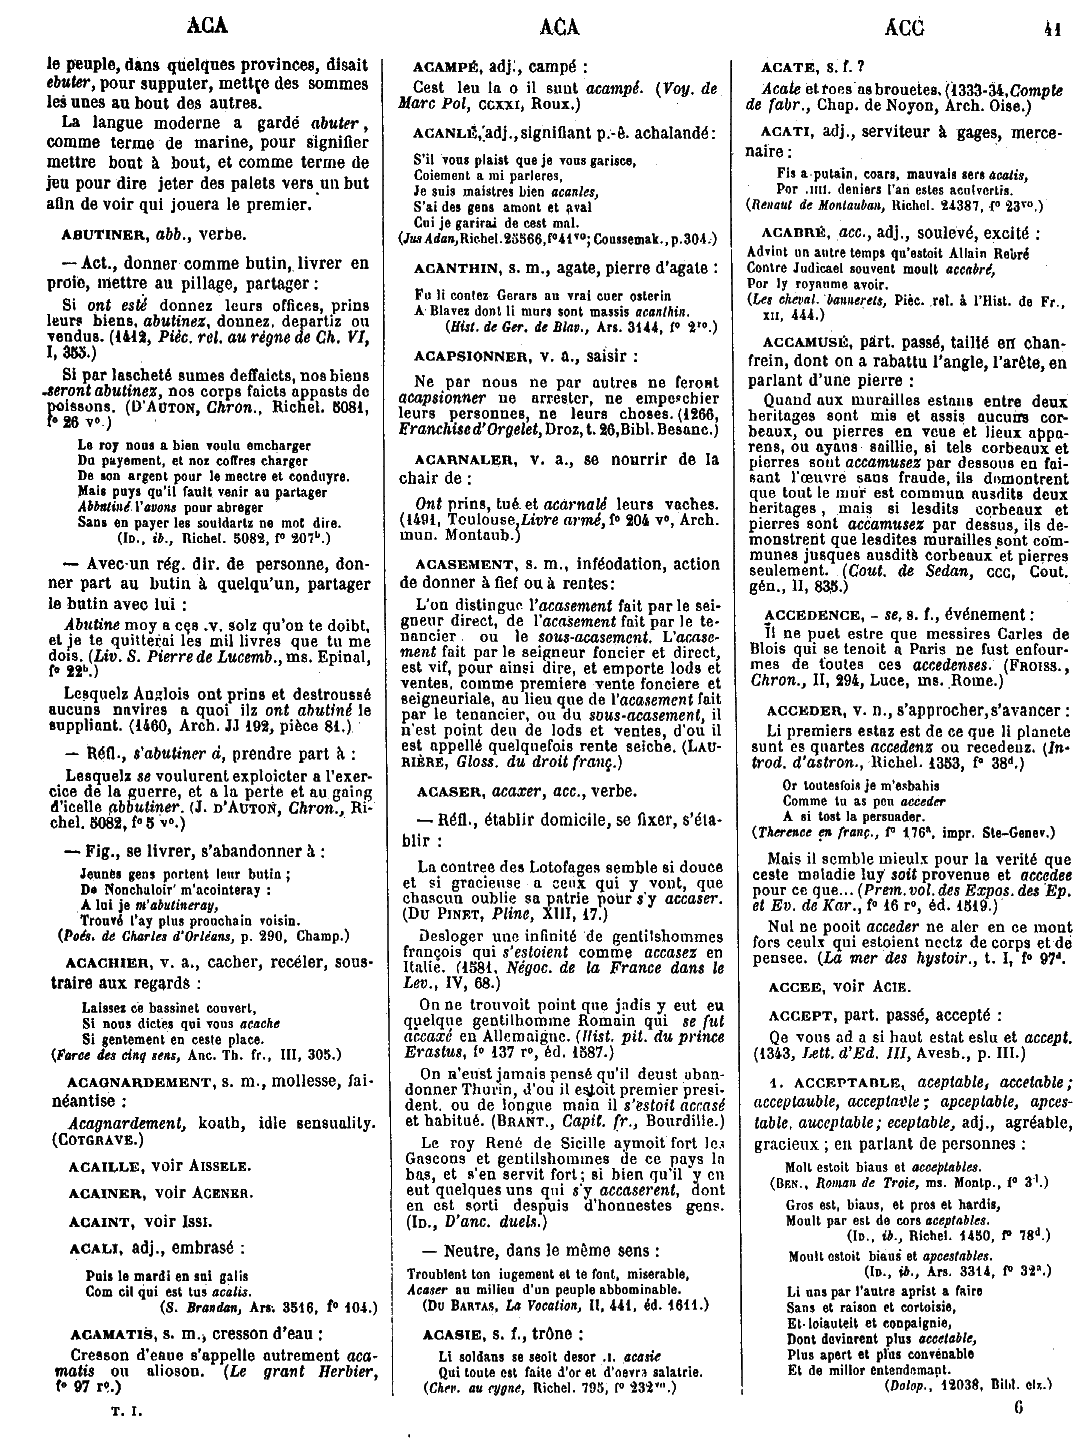 ACA
ACA
ACC
41
le peuple, dans quelques provinces, disait
ebuter, pour supputer, mettre des sommes
les unes au bout des autres.
La langue moderne a gardé abuter,
comme terme de marine, pour signifier
mettre bout à bout, et comme terme de
jeu pour dire jeter des palets vers un but
afin de voir qui jouera le premier.
ABUTINER, abb., verbe.
— Act., donner comme butin, livrer en
proie, mettre au pillage, partager :
Si ont esté donnez leurs offices, prins
leurs biens, abutinez, donnez, departiz ou
vendus. (1412, Pièc. rel. au règne de Ch. VI,
I, 353.)
Si par lascheté sumes deffaicts, nos biens
seront abutinez, nos corps faicts appasts de
poissons. (D'AUTON, Chron., Richel. 5081,
f° 26 v°.)
Le roy nous a bien voulu emcharger
Du payement, et noz coffres charger
De son argent pour le mectre et conduyre.
Mais puys qu'il fault venir au partager
Abbutiné l'avons pour abreger
Sans en payer les souldartz ne mot dire.
(ID., ib., Richel. 5082, f° 207ᵇ.)
— Avec un rég. dir. de personne, don-
ner part au butin à quelqu'un, partager
le butin avec lui :
Abutine moy a ces .v. solz qu'on te doibt,
et je te quitterai les mil livres que tu me
dois. (Liv. S. Pierre de Lucemb., ms. Epinal,
f° 22ᵇ.)
Lesquelz Anglois ont prins et destroussé
aucuns navires a quoi ilz ont abutiné le
suppliant. (1460, Arch. JJ 192, pièce 81.)
— Réfl., s'abutiner à, prendre part à :
Lesquelz se voulurent exploicter a l'exer-
cice de la guerre, et a la perte et au gaing
d'icelle abbutiner. (J. D'AUTON, Chron., Ri-
chel. 5082, f° 5 v°.)
— Fig., se livrer, s'abandonner à :
Jeunes gens portent leur butin ;
De Nonchaloir m'acointeray :
A lui je m'abutineray,
Trouvé l'ay plus prouchain voisin.
(Poés. de Charles d'Orléans, p. 290, Champ.)
ACACHIER, v. a., cacher, recéler, sous-
traire aux regards :
Laissez ce bassinet couvert,
Si nous dictes qui vous acache
Si gentement en ceste place.
(Farce des cinq sens, Anc. Th. fr., III, 305.)
ACAGNARDEMENT, s. m., mollesse, fai-
néantise :
Acagnardement, koath, idle sensuality.
(COTGRAVE.)
ACAILLE, voir AISSELE.
ACAINER, voir ACENER.
ACAINT, voir ISSI.
ACALI, adj., embrasé :
Puis le mardi en sui galis
Com cil qui est tus acalis.
(S. Brandan, Ars. 3516, f° 104.)
ACAMATIS, s. m., cresson d'eau :
Cresson d'eaue s'appelle autrement aca-
matis ou alioson. (Le grant Herbier,
f° 97 r°.)
T. I.
ACAMPÉ, adj., campé :
Cest leu la o il sunt acampé. (Voy. de
Marc Pol, CCXXI, Roux.)
ACANLÉ, adj., signifiant p.-ê. achalandé :
S'il vous plaist que je vous garisce,
Coiement a mi parleres,
Je suis maistres bien acanles,
S'ai des gens amont et aval
Cui je garirai de cest mal.
(Jus Adan, Richel. 25566, f° 41 v°; Coussemak., p. 304.)
ACANTHIN, s. m., agate, pierre d'agate :
Fu li contez Gerars au vrai cuer osterin
A Blavez dont li murs sont massis acanthin.
(Hist. de Ger. de Blav., Ars. 3144, f° 2 r°.)
ACAPSIONNER, v. a., saisir :
Ne par nous ne par autres ne feront
acapsionner ne arrester, ne empeschier
leurs personnes, ne leurs choses. (1266,
Franchise d'Orgelet, Droz, t. 26, Bibl. Besanc.)
ACARNALER, v. a., se nourrir de la
chair de :
Ont prins, tué et acarnalé leurs vaches.
(1491, Toulouse, Livre armé, f° 204 v°, Arch.
mun. Montaub.)
ACASEMENT, s. m., inféodation, action
de donner à fief ou à rentes :
L'on distingue l'acasement fait par le sei-
gneur direct, de l'acasement fait par le te-
nancier, ou le sous-acasement. L'acase-
ment fait par le seigneur foncier et direct,
est vif, pour ainsi dire, et emporte lods et
ventes, comme premiere vente fonciere et
seigneuriale, au lieu que de l'acasement fait
par le tenancier, ou du sous-acasement, il
n'est point deu de lods et ventes, d'ou il
est appellé quelquefois rente seiche. (LAU-
RIÈRE, Gloss. du droit franç.)
ACASER, acaxer, acc., verbe.
— Réfl., établir domicile, se fixer, s'éta-
blir :
La contree des Lotofages semble si douce
et si gracieuse a ceux qui y vont, que
chascun oublie sa patrie pour s'y accaser.
(DU PINET, Pline, XIII, 17.)
Desloger une infinité de gentilshommes
françois qui s'estoient comme accasez en
Italie. (1581, Négoc. de la France dans le
Lev., IV, 68.)
On ne trouvoit point que jadis y eut eu
quelque gentilhomme Romain qui se fut
accaxé en Allemaigne. (Hist. pit. du prince
Erastus, f° 137 r°, éd. 1587.)
On n'eust jamais pensé qu'il deust aban-
donner Thurin, d'ou il estoit premier presi-
dent, ou de longue main il s'estoit accasé
et habitué. (BRANT., Capit. fr., Bourdille.)
Le roy René de Sicille aymoit fort les
Gascons et gentilshommes de ce pays la
bas, et s'en servit fort ; si bien qu'il y en
eut quelques uns qui s'y accaserent, dont
en est sorti despuis d'honnestes gens.
(ID., D'anc. duels.)
— Neutre, dans le même sens :
Troublent ton iugement et te font, miserable,
Acaser au milieu d'un peuple abbominable.
(DU BARTAS, La Vocation, II, 441, éd. 1611.)
ACASIE, s. f., trône :
Li soldans se seoit desor .I. acasie
Qui toute est faite d'or et d'oevre salatrie.
(Chev. au cygne, Richel. 795, f° 232 v°.)
ACATE, s. f. ?
Acate et roes as brouetes. (1333-34, Compte
de fabr., Chap. de Noyon, Arch. Oise.)
ACATI, adj., serviteur à gages, merce-
naire :
Fis a putain, coars, mauvais sers acatis,
Por .IIII. deniers l'an estes aculvertis.
(Renaut de Montauban, Richel. 24387, f° 23 v°.)
ACABRÉ, acc., adj., soulevé, excité :
Advint un autre temps qu'estoit Allain Rebré
Contre Judicael souvent moult accabré,
Por ly royaume avoir.
(Les cheval. bannerets, Pièc. rel. à l'Hist. de Fr.,
XII, 444.)
ACCAMUSÉ, part. passé, taillé en chan-
frein, dont on a rabattu l'angle, l'arête, en
parlant d'une pierre :
Quand aux murailles estans entre deux
heritages sont mis et assis aucuns cor-
beaux, ou pierres en veue et lieux appa-
rens, ou ayans saillie, si tels corbeaux et
pierres sont accamusez par dessous en fai-
sant l'œuvre sans fraude, ils demontrent
que tout le mur est commun ausdits deux
heritages, mais si lesdits corbeaux et
pierres sont accamusez par dessus, ils de-
monstrent que lesdites murailles sont com-
munes jusques ausdits corbeaux et pierres
seulement. (Cout. de Sedan, CCC, Cout.
gén., II, 835.)
ACCEDENCE, - se, s. f., événement :
Il ne puet estre que messires Carles de
Blois qui se tenoit a Paris ne fust enfour-
mes de toutes ces accedenses. (FROISS.,
Chron., II, 294, Luce, ms. Rome.)
ACCEDER, v. n., s'approcher, s'avancer :
Li premiers estaz est de ce que li planete
sunt es quartes accedenz ou recedenz. (In-
trod. d'astron., Richel. 1353, f° 38ᵈ.)
Or toutesfois je m'esbahis
Comme tu as peu acceder
A si tost la persuader.
(Therence en franç., f° 176ᵃ, impr. Ste-Genev.)
Mais il semble mieulx pour la verité que
ceste maladie luy soit provenue et accedee
pour ce que... (Prem. vol. des Expos. des Ep.
et Ev. de Kar., f° 16 r°, éd. 1519.)
Nul ne pooit acceder ne aler en ce mont
fors ceulx qui estoient nectz de corps et de
pensee. (La mer des hystoir., t. I, f° 97ᵈ.
ACCEE, voir ACIE.
ACCEPT, part. passé, accepté :
Qe vous ad a si haut estat eslu et accept.
(1343, Lett. d'Ed. III, Avesb., p. III.)
1. ACCEPTABLE, aceptable, accetable ;
acceptauble, acceptavle ; apceptable, apces-
table, aucceptable ; eceptable, adj., agréable,
gracieux ; en parlant de personnes :
Molt estoit biaus et acceptables.
(BEN., Roman de Troie, ms. Montp., f° 3ᵈ.)
Gros est, biaus, et pros et hardis,
Moult par est de cors aceptables.
(ID., ib., Richel. 1450, f° 78ᵈ.)
Moult estoit biaus et apcestables.
(ID., ib., Ars. 3314, f° 32ᵃ.)
Li uns par l'autre aprist a faire
Sans et raison et cortoisie,
Et loiauteit et conpaignie,
Dont devinrent plus accetable,
Plus apert et plus convenable
Et de millor entendemant.
(Dolop., 12038, Bibl. elz.)
6